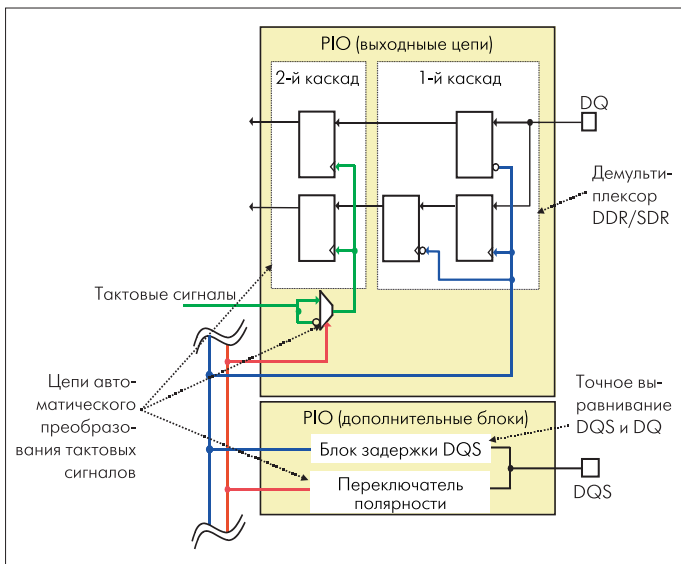 PIO (выходныые цепи)
2-й каскад
1-й каскад
DQ
Демульти-
плексор
DDR/SDR
Тактовые сигналы
Цепи авто-
матического
преобразо-
вания тактовых
сигналов
Точное вы-
равнивание
DQS и DQ
PIO (дополнительные блоки)
Блок задержки DQS
Переключатель
полярности
DQS